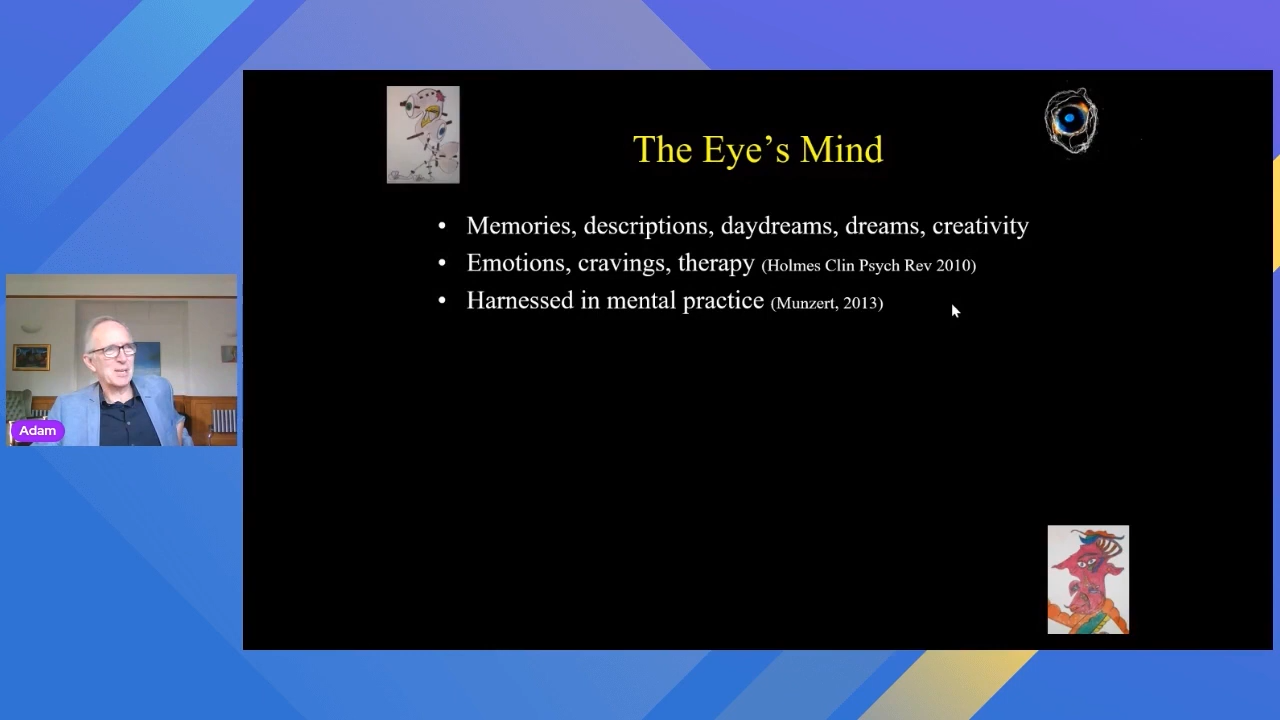 The Eye's Mind
• Memories, descriptions, daydreams, dreams, creativity
• Emotions, cravings, therapy (Holmes Clin Psych Rev 2010)
• Harnessed in mental practice (Munzert, 2013)
Adam